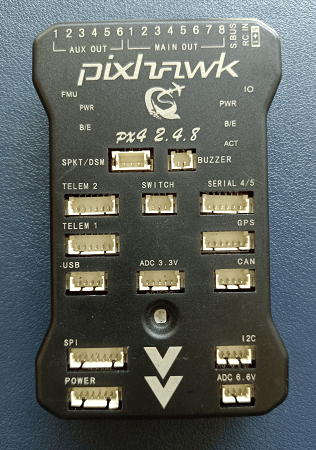 1 2 3 4 5 6 1 2 3 4 5 6 7 8 S.BUS RC IN
AUX OUT MAIN OUT
pixhawk
FMU IO
PWR PWR
B/E B/E
ACT
px4 2.4.8
SPKT/DSM BUZZER
TELEM 2 SWITCH SERIAL 4/5
TELEM 1 GPS
USB ADC 3.3V CAN
SPI I2C
POWER ADC 6.6V